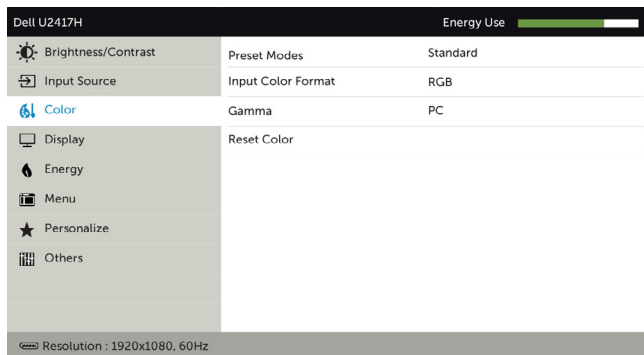 Dell U2417H
Energy Use
Brightness/Contrast
Input Source
Color
Display
Energy
Menu
Personalize
Others
Preset Modes Standard
Input Color Format RGB
Gamma PC
Reset Color
Resolution : 1920x1080, 60Hz